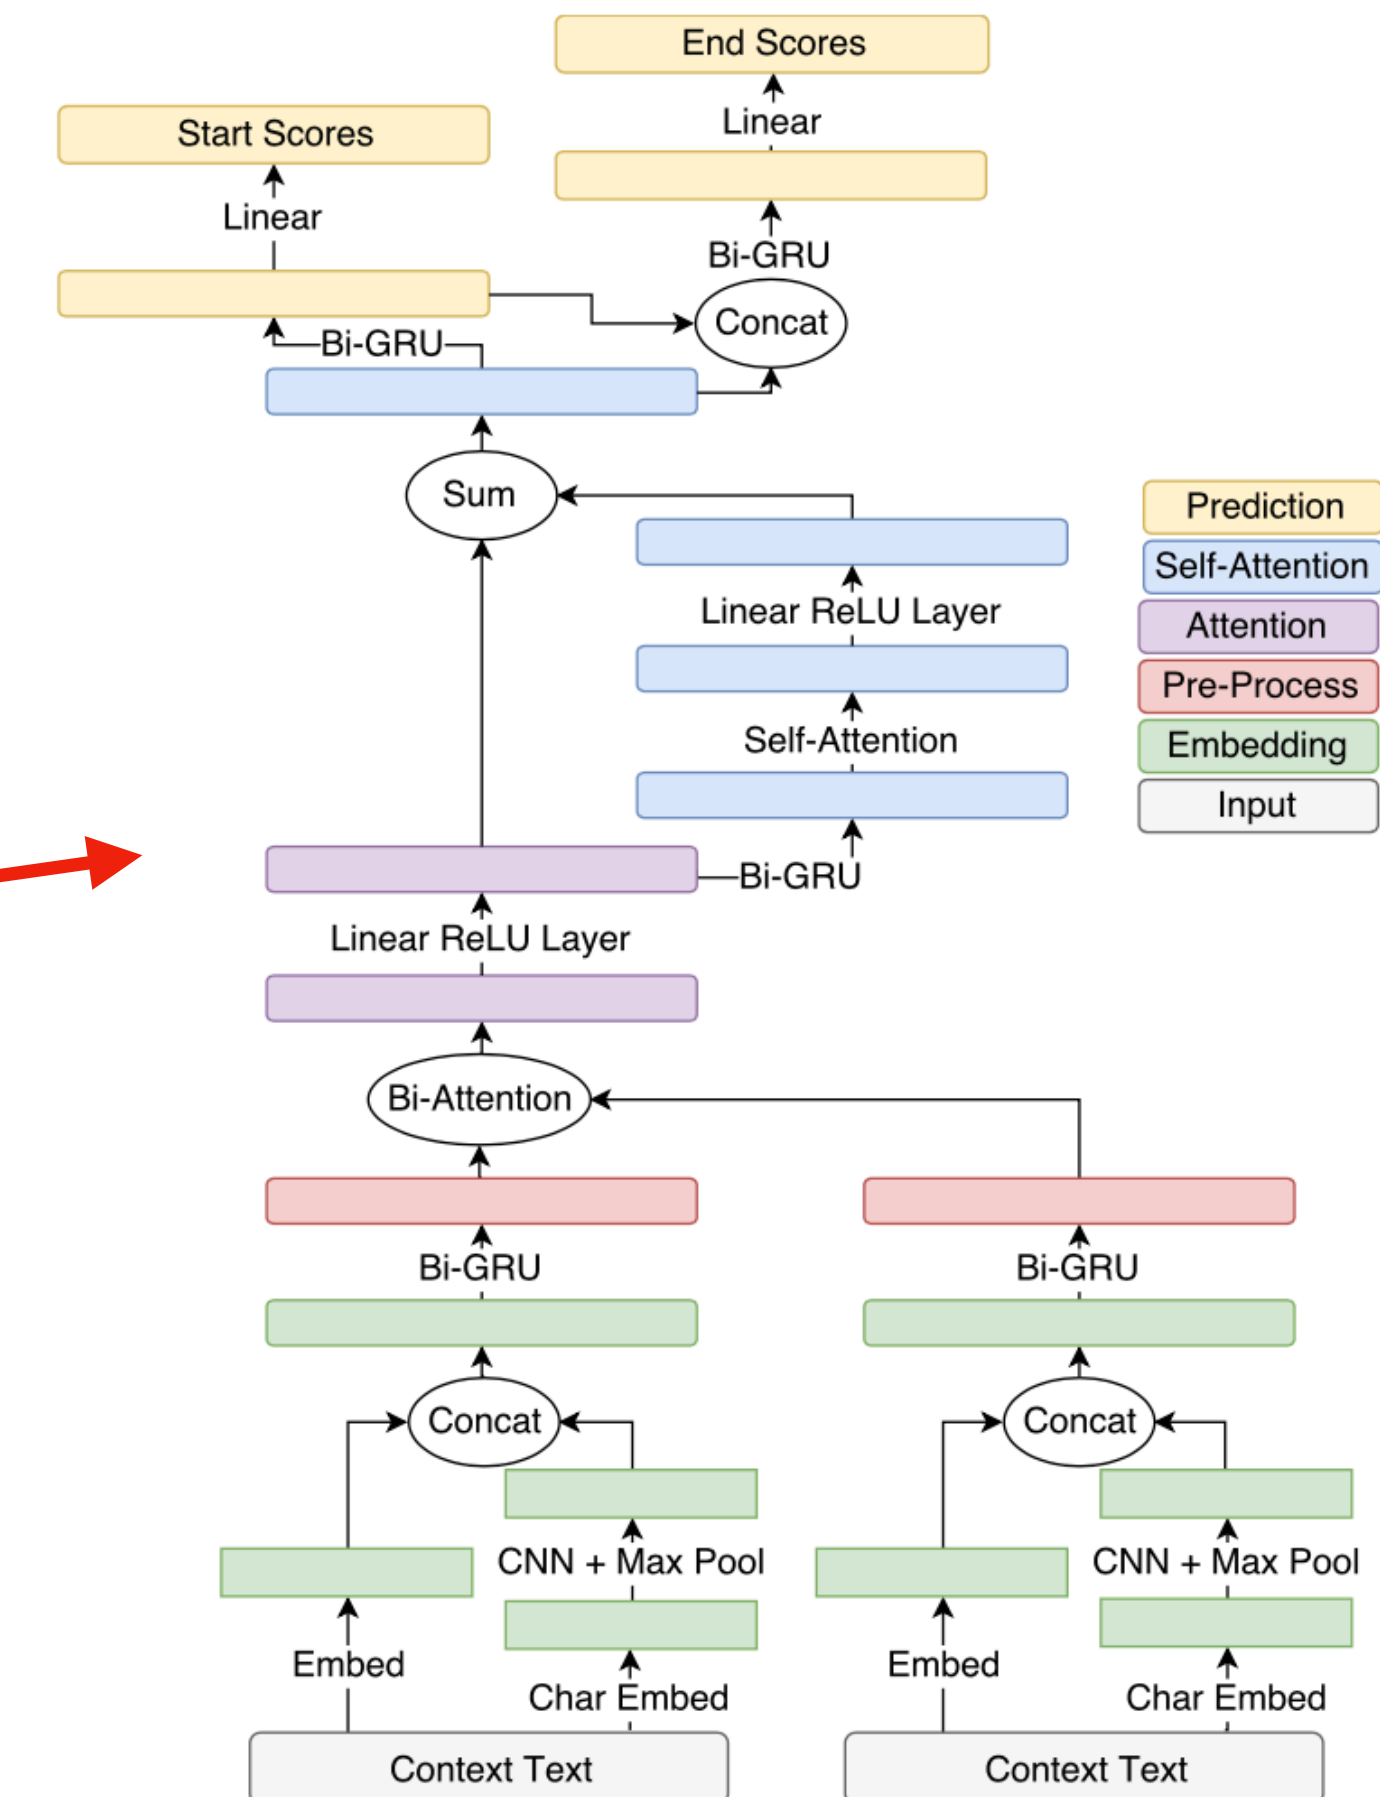 End Scores
Linear
Start Scores
Linear
Bi-GRU
Concat
Bi-GRU
Sum
Linear ReLU Layer
Self-Attention
Bi-GRU
Linear ReLU Layer
Bi-Attention
Bi-GRU
Bi-GRU
Concat
Concat
CNN + Max Pool
CNN + Max Pool
Embed
Char Embed
Embed
Char Embed
Context Text
Context Text
Prediction
Self-Attention
Attention
Pre-Process
Embedding
Input